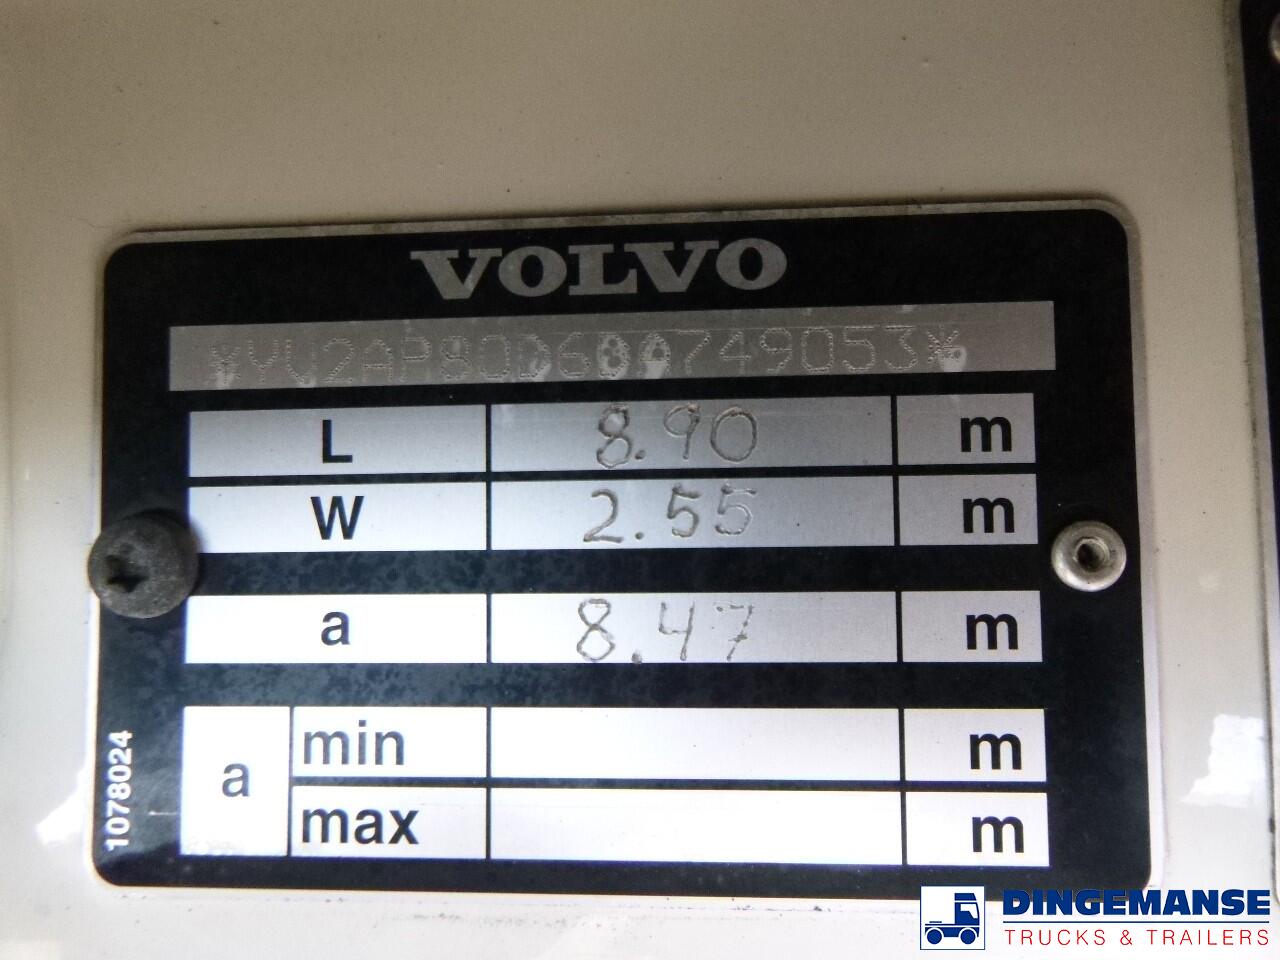 VOLVO
*YV2AP80D6DA749053*
L 8.90 m
W 2.55 m
a 8.47 m
a min m
max m
1078024
DINGEMANSE
TRUCKS & TRAILERS